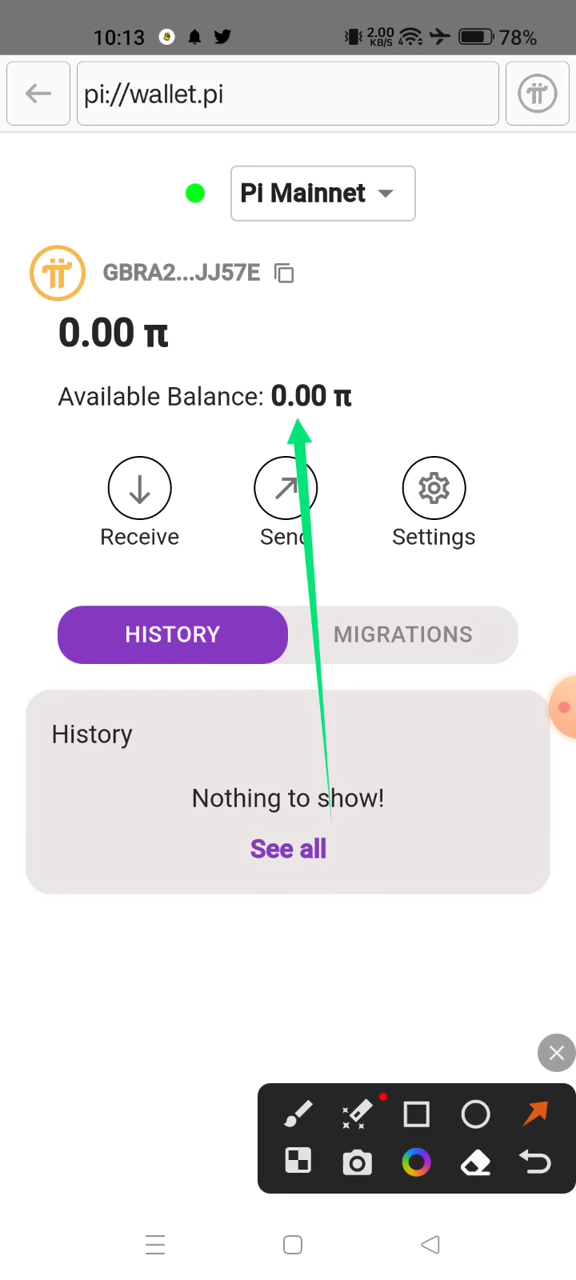 10:13
2.00
KB/S
78%
pi://wallet.pi
Pi Mainnet
GBRA2...JJ57E
0.00 π
Available Balance: 0.00 π
Receive
Send
Settings
HISTORY
MIGRATIONS
History
Nothing to show!
See all